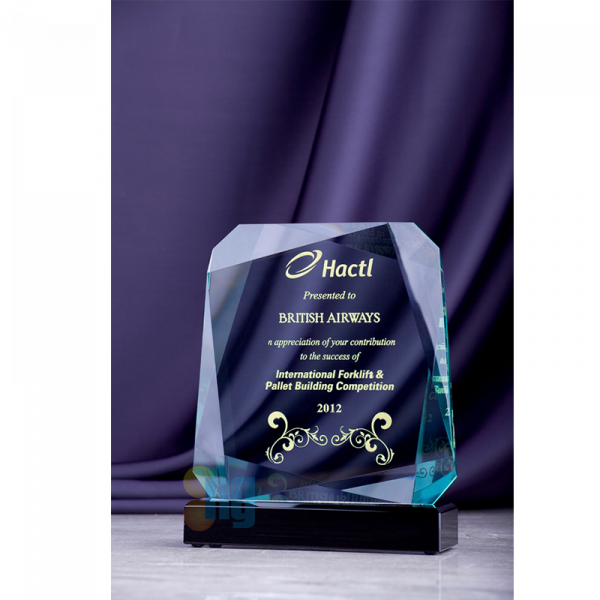 Hactl
Presented to
BRITISH AIRWAYS
n appreciation of your contribution
to the success of
International Forklift &
Pallet Building Competition
2012